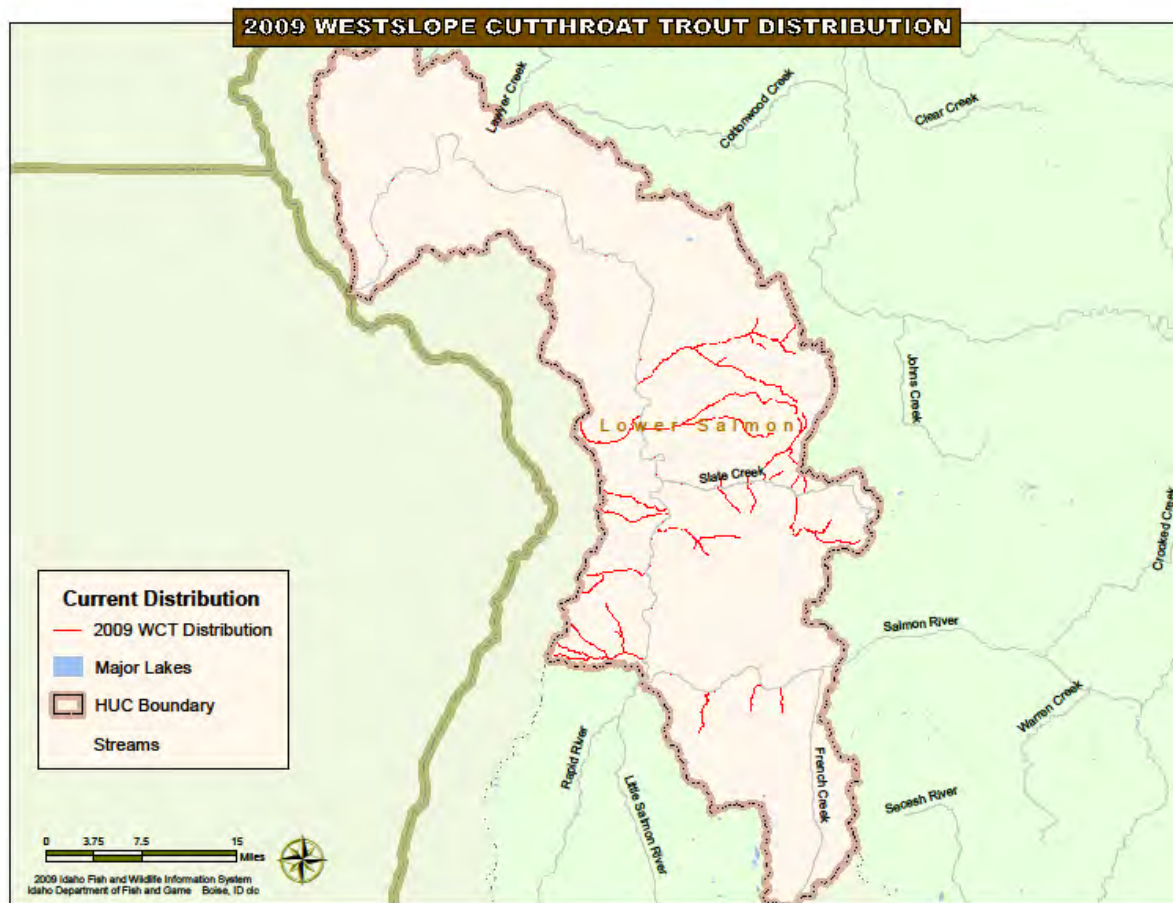 2009 WESTSLOPE CUTTHROAT TROUT DISTRIBUTION
Lawyer Creek
Cottonwood Creek
Clear Creek
Johns Creek
Lower Salmon
Slate Creek
Crooked Creek
Salmon River
Warren Creek
Rapid River
Little Salmon River
French Creek
Secesh River
Current Distribution
2009 WCT Distribution
Major Lakes
HUC Boundary
Streams
0 3.75 7.5 15
Miles
2009 Idaho Fish and Wildlife Information System
Idaho Department of Fish and Game Boise, ID clc